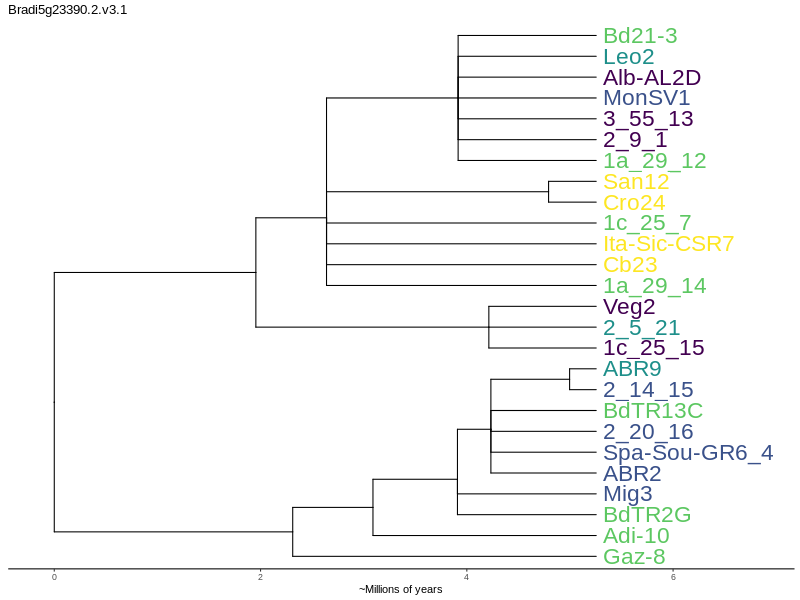 Bradi5g23390.2.v3.1
Bd21-3
Leo2
Alb-AL2D
MonSV1
3_55_13
2_9_1
1a_29_12
San12
Cro24
1c_25_7
Ita-Sic-CSR7
Cb23
1a_29_14
Veg2
2_5_21
1c_25_15
ABR9
2_14_15
BdTR13C
2_20_16
Spa-Sou-GR6_4
ABR2
Mig3
BdTR2G
Adi-10
Gaz-8
0 2 4 6
~Millions of years